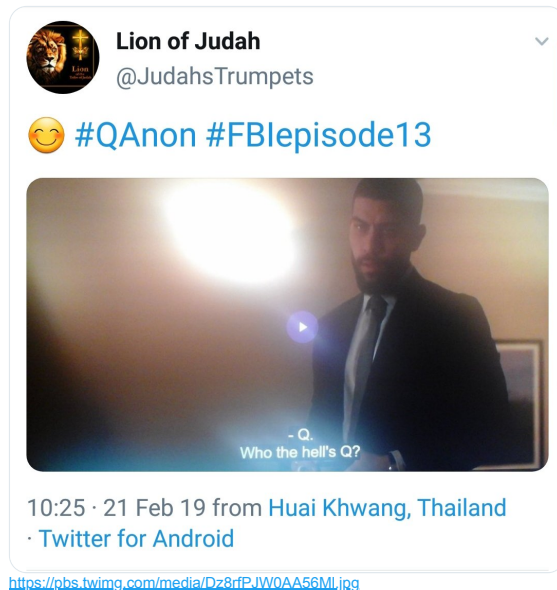 Lion of Judah
@JudahsTrumpets
Lion
😊 #QAnon #FBIepisode13
- Q.
Who the hell's Q?
10:25 · 21 Feb 19 from Huai Khwang, Thailand
· Twitter for Android
https://pbs.twimg.com/media/Dz8rfPJW0AA56Ml.jpg